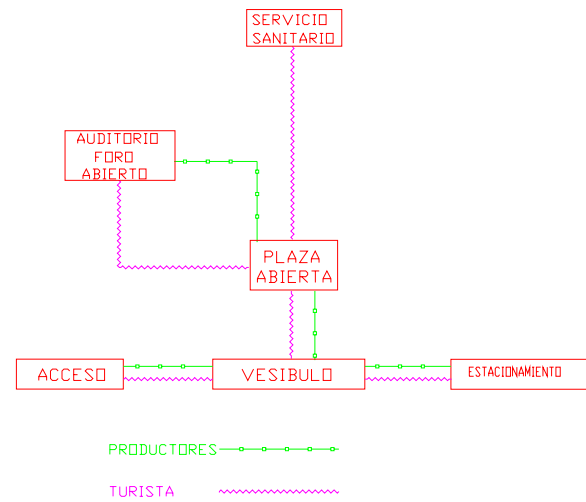 SERVICIO
SANITARIO
AUDITORIO
FORO
ABIERTO
PLAZA
ABIERTA
ACCESO
VESIBULO
ESTACIONAMIENTO
PRODUCTORES
TURISTA